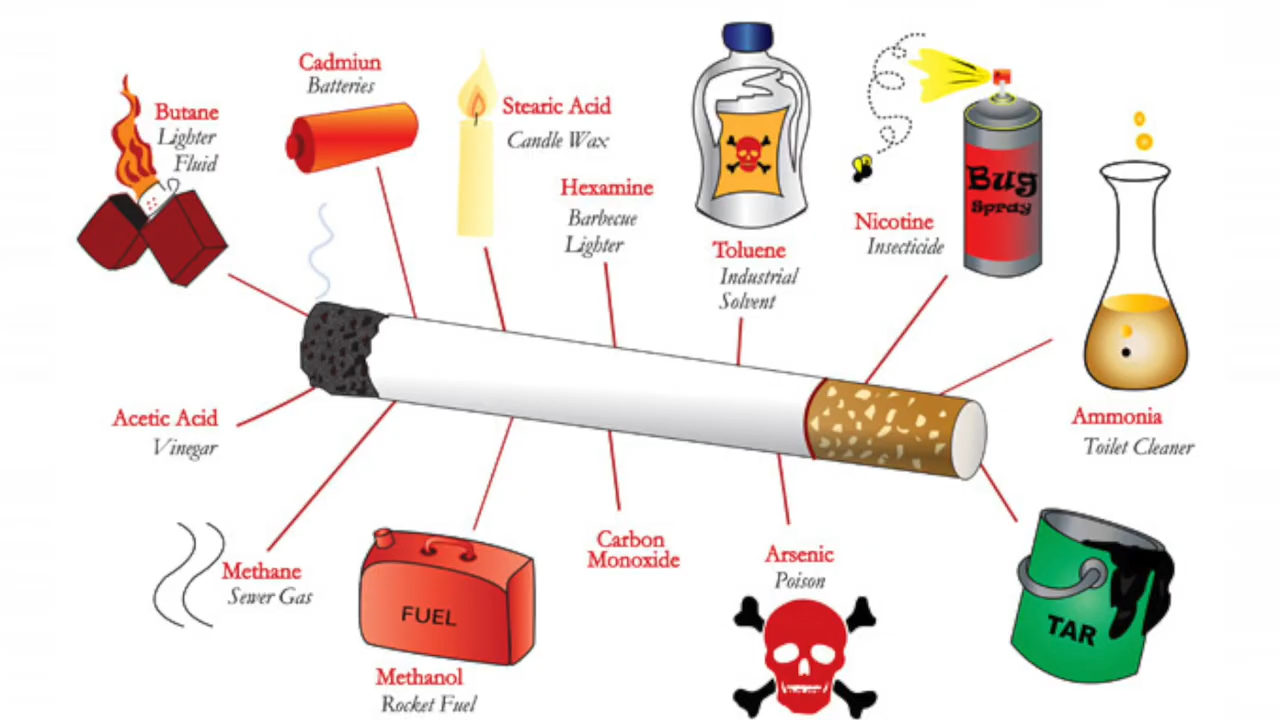 Cadmiun
Batteries
Butane
Lighter
Fluid
Stearic Acid
Candle Wax
Hexamine
Barbecue
Lighter
Toluene
Industrial
Solvent
Nicotine
Insecticide
Bug
Spray
Ammonia
Toilet Cleaner
Acetic Acid
Vinegar
Methane
Sewer Gas
FUEL
Methanol
Rocket Fuel
Carbon
Monoxide
Arsenic
Poison
TAR